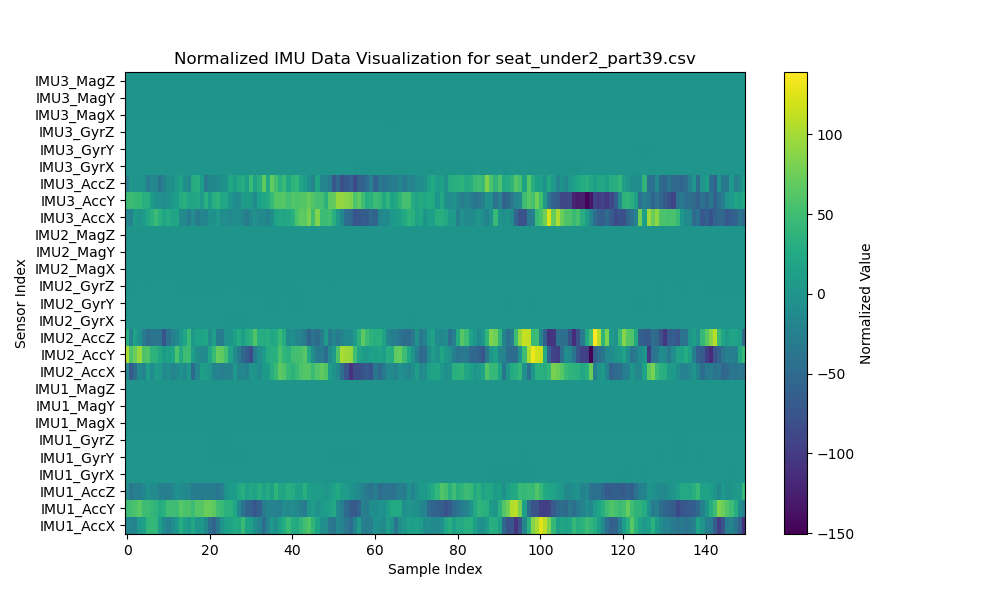 Normalized IMU Data Visualization for seat_under2_part39.csv
IMU3_MagZ
IMU3_MagY
IMU3_MagX
IMU3_GyrZ
IMU3_GyrY
IMU3_GyrX
IMU3_AccZ
IMU3_AccY
IMU3_AccX
IMU2_MagZ
IMU2_MagY
IMU2_MagX
IMU2_GyrZ
IMU2_GyrY
IMU2_GyrX
IMU2_AccZ
IMU2_AccY
IMU2_AccX
IMU1_MagZ
IMU1_MagY
IMU1_MagX
IMU1_GyrZ
IMU1_GyrY
IMU1_GyrX
IMU1_AccZ
IMU1_AccY
IMU1_AccX
Sensor Index
0 20 40 60 80 100 120 140
Sample Index
100
50
0
−50
−100
−150
Normalized Value